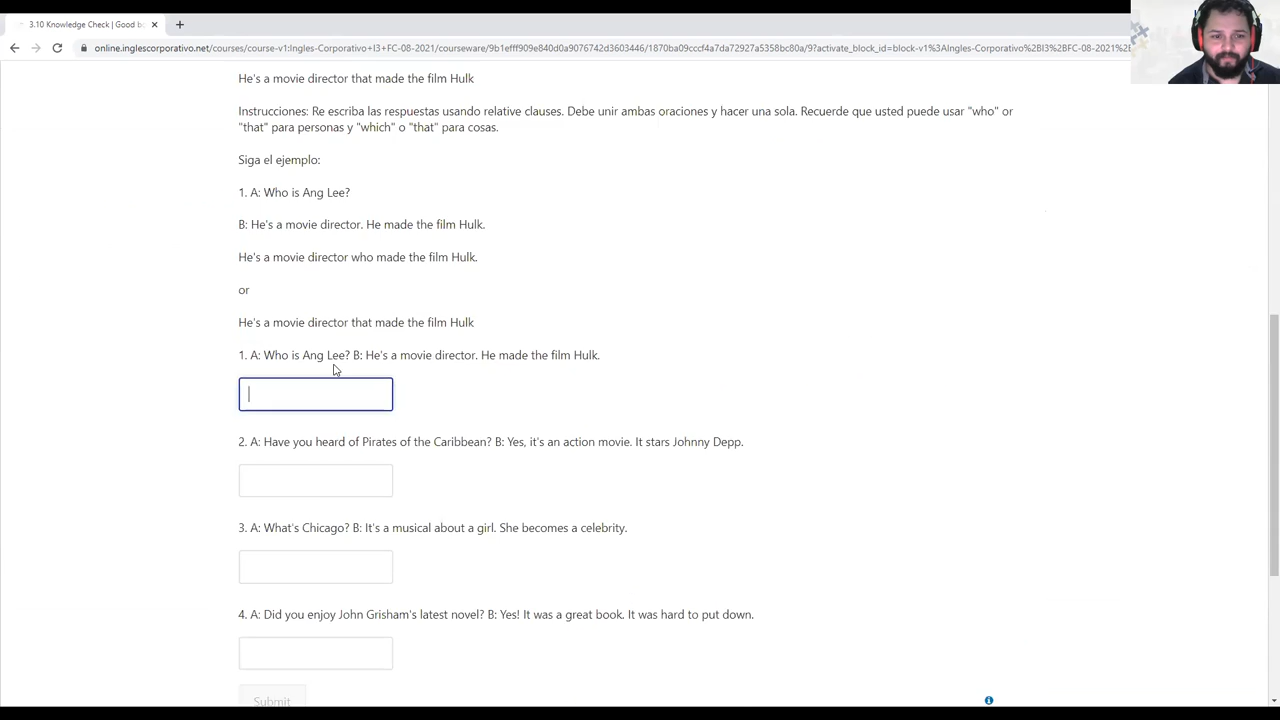 3.10 Knowledge Check | Good b
online.inglescorporativo.net/courses/course-v1:Ingles-Corporativo+I3+FC-08-2021/courseware/9b1efff909e840d0a9076742d3603446/1870ba09cccf4a7da72927a5358bc80a/9?activate_block_id=block-v1%3AIngles-Corporativo%2BI3%2BFC-08-2021%2B
He's a movie director that made the film Hulk
Instrucciones: Re escriba las respuestas usando relative clauses. Debe unir ambas oraciones y hacer una sola. Recuerde que usted puede usar "who" or
"that" para personas y "which" o "that" para cosas.
Siga el ejemplo:
1. A: Who is Ang Lee?
B: He's a movie director. He made the film Hulk.
He's a movie director who made the film Hulk.
or
He's a movie director that made the film Hulk
1. A: Who is Ang Lee? B: He's a movie director. He made the film Hulk.
2. A: Have you heard of Pirates of the Caribbean? B: Yes, it's an action movie. It stars Johnny Depp.
3. A: What's Chicago? B: It's a musical about a girl. She becomes a celebrity.
4. A: Did you enjoy John Grisham's latest novel? B: Yes! It was a great book. It was hard to put down.
Submit